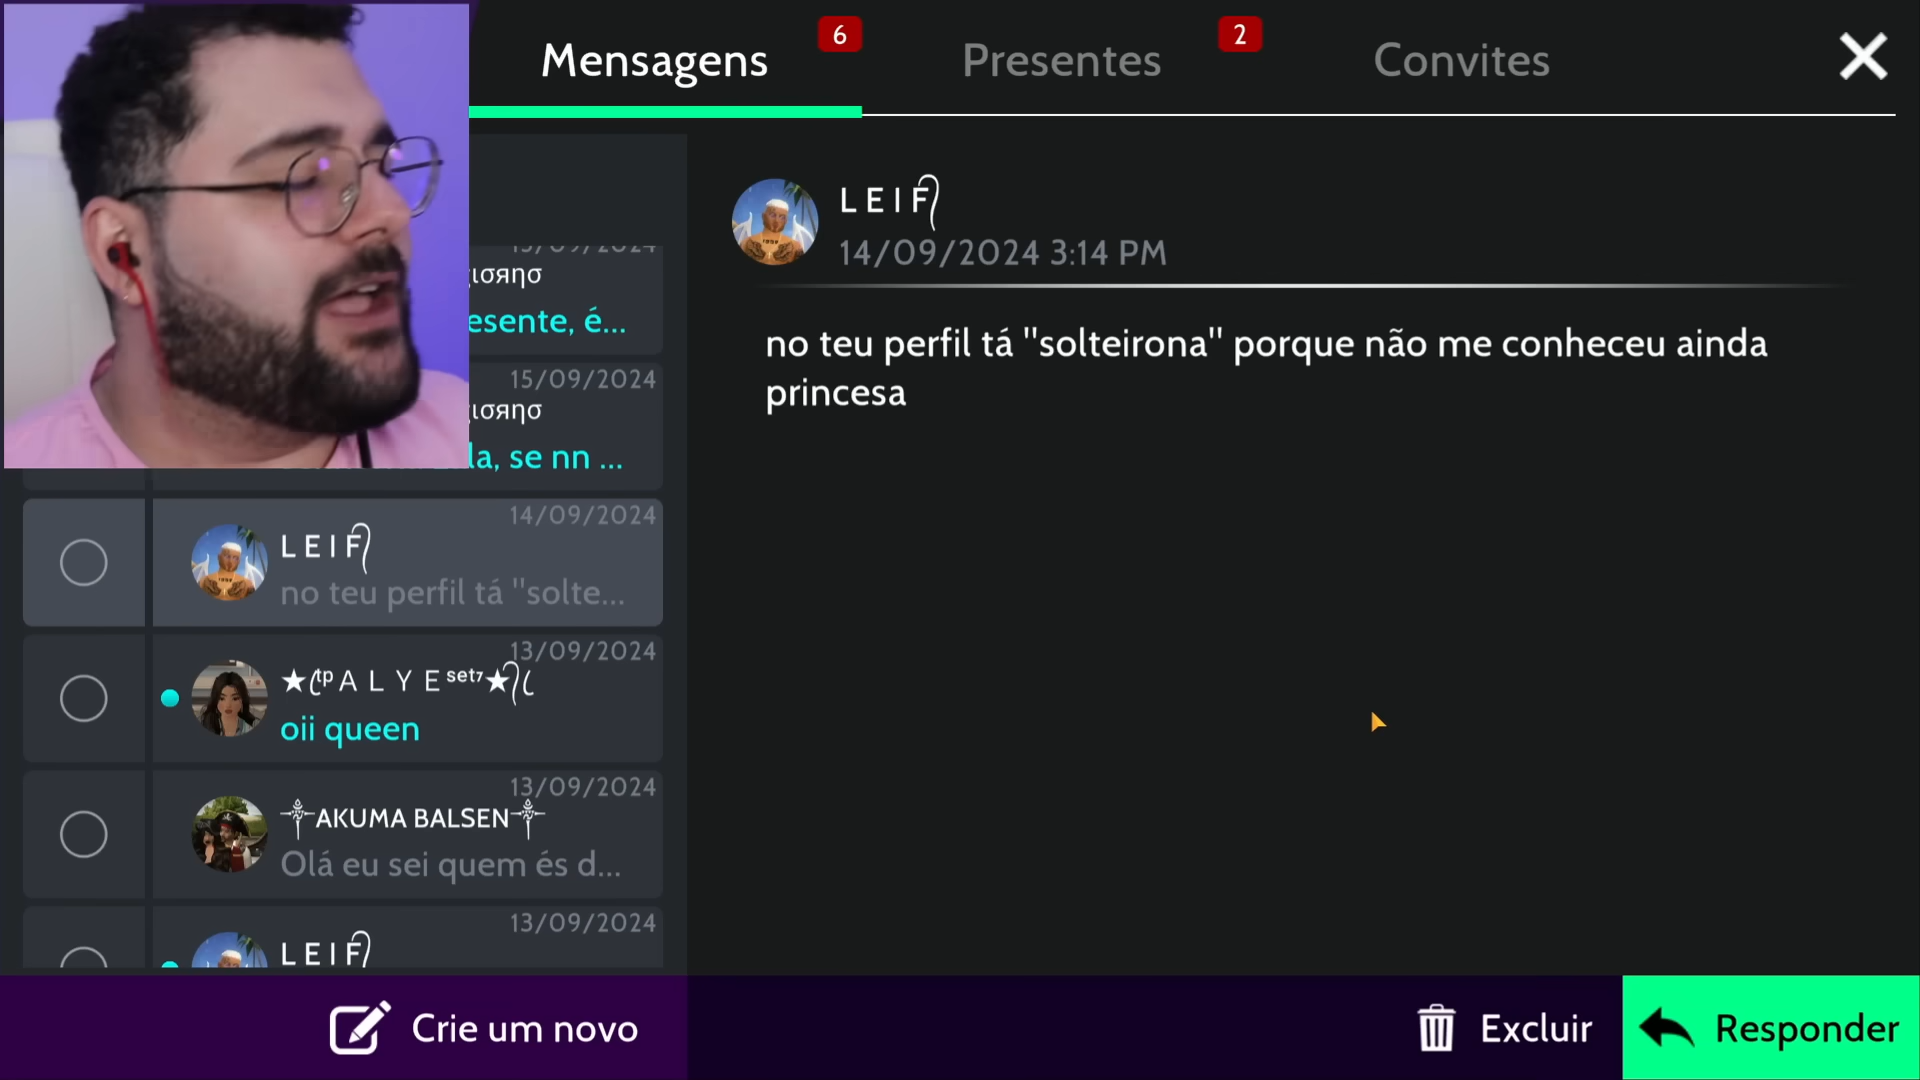 Mensagens
6
Presentes
2
Convites
esente, é...
15/09/2024
la, se nn ...
14/09/2024
L E I F
no teu perfil tá "solte...
13/09/2024
A L Y E
oii queen
13/09/2024
AKUMA BALSEN
Olá eu sei quem és d...
13/09/2024
L E I F
L E I F
14/09/2024 3:14 PM
no teu perfil tá "solteirona" porque não me conheceu ainda
princesa
Crie um novo
Excluir
Responder